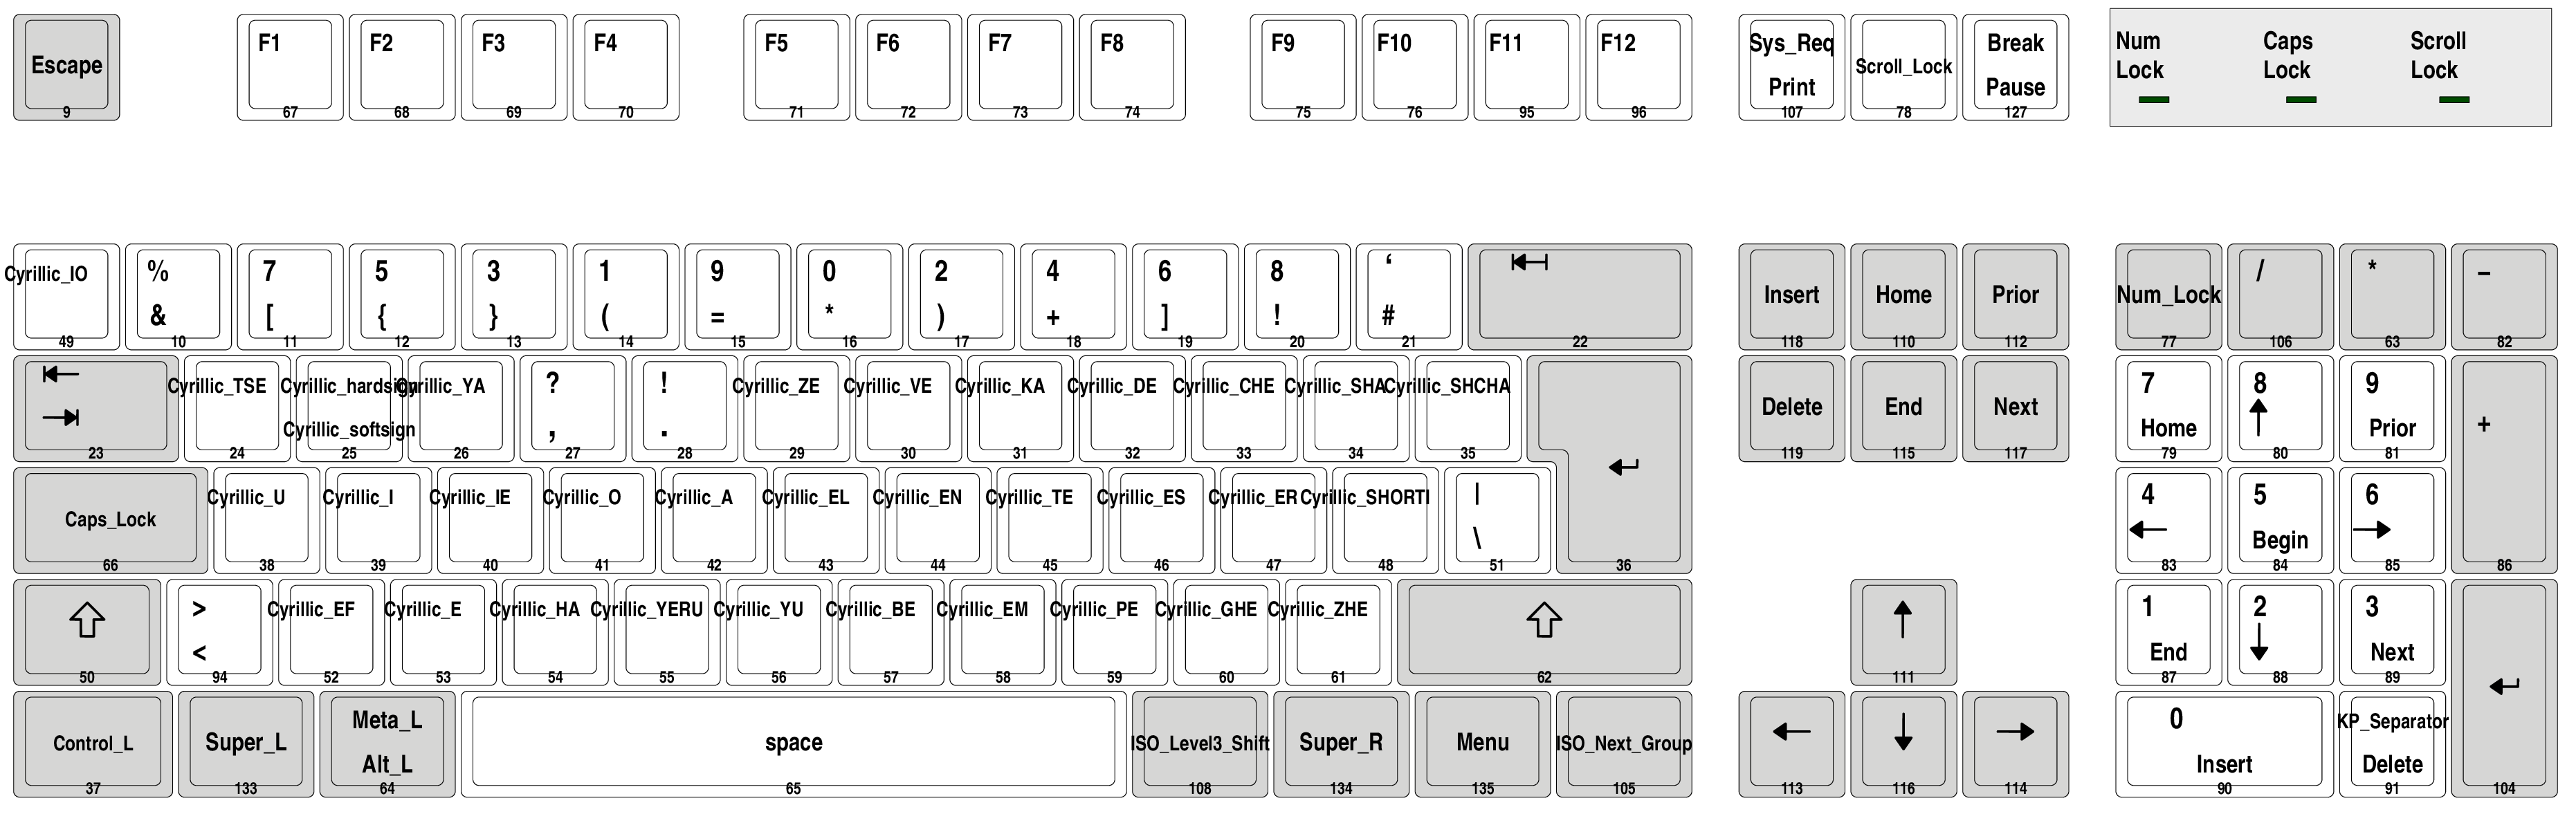 Escape 9
F1 67
F2 68
F3 69
F4 70
F5 71
F6 72
F7 73
F8 74
F9 75
F10 76
F11 95
F12 96
Sys_Req Print 107
Scroll_Lock 78
Break Pause 127
Num Lock
Caps Lock
Scroll Lock
Cyrillic_IO 49
% & 10
7 [ 11
5 { 12
3 } 13
1 ( 14
9 = 15
0 * 16
2 ) 17
4 + 18
6 ] 19
8 ! 20
‘ # 21
22
Insert 118
Home 110
Prior 112
Num_Lock 77
/ 106
* 63
− 82
23
Cyrillic_TSE 24
Cyrillic_hardsign Cyrillic_softsign 25
Cyrillic_YA 26
? , 27
! . 28
Cyrillic_ZE 29
Cyrillic_VE 30
Cyrillic_KA 31
Cyrillic_DE 32
Cyrillic_CHE 33
Cyrillic_SHA 34
Cyrillic_SHCHA 35
Delete 119
End 115
Next 117
7 Home 79
8 80
9 Prior 81
+ 86
Caps_Lock 66
Cyrillic_U 38
Cyrillic_I 39
Cyrillic_IE 40
Cyrillic_O 41
Cyrillic_A 42
Cyrillic_EL 43
Cyrillic_EN 44
Cyrillic_TE 45
Cyrillic_ES 46
Cyrillic_ER 47
Cyrillic_SHORTI 48
| \ 51
36
4 83
5 Begin 84
6 85
50
> < 94
Cyrillic_EF 52
Cyrillic_E 53
Cyrillic_HA 54
Cyrillic_YERU 55
Cyrillic_YU 56
Cyrillic_BE 57
Cyrillic_EM 58
Cyrillic_PE 59
Cyrillic_GHE 60
Cyrillic_ZHE 61
62
111
1 End 87
2 88
3 Next 89
Control_L 37
Super_L 133
Meta_L Alt_L 64
space 65
ISO_Level3_Shift 108
Super_R 134
Menu 135
ISO_Next_Group 105
113
116
114
0 Insert 90
KP_Separator Delete 91
104